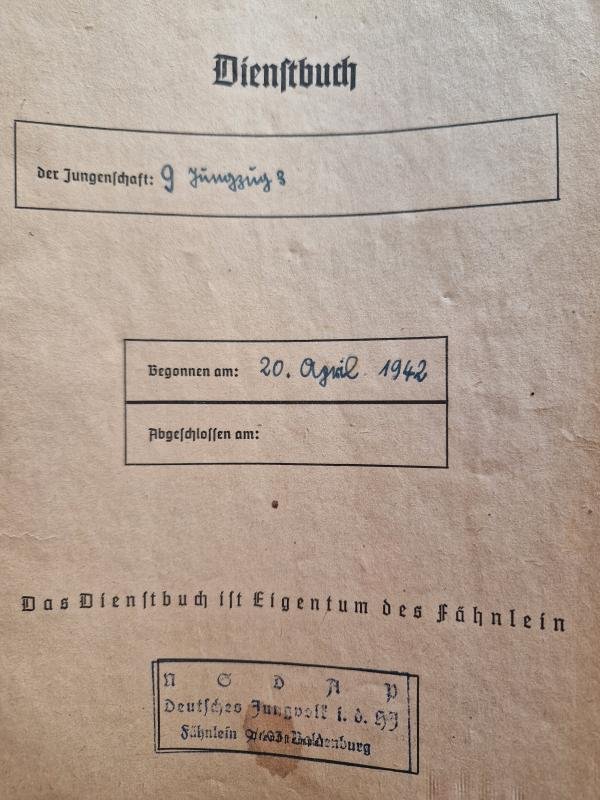 Dienstbuch
der Jungenschaft: 9 Jungzug 3
Begonnen am: 20. April 1942
Abgeschlossen am:
Das Dienstbuch ist Eigentum des Fähnlein
N S D A P
Deutsches Jungvolk i. d. HJ
Fähnlein